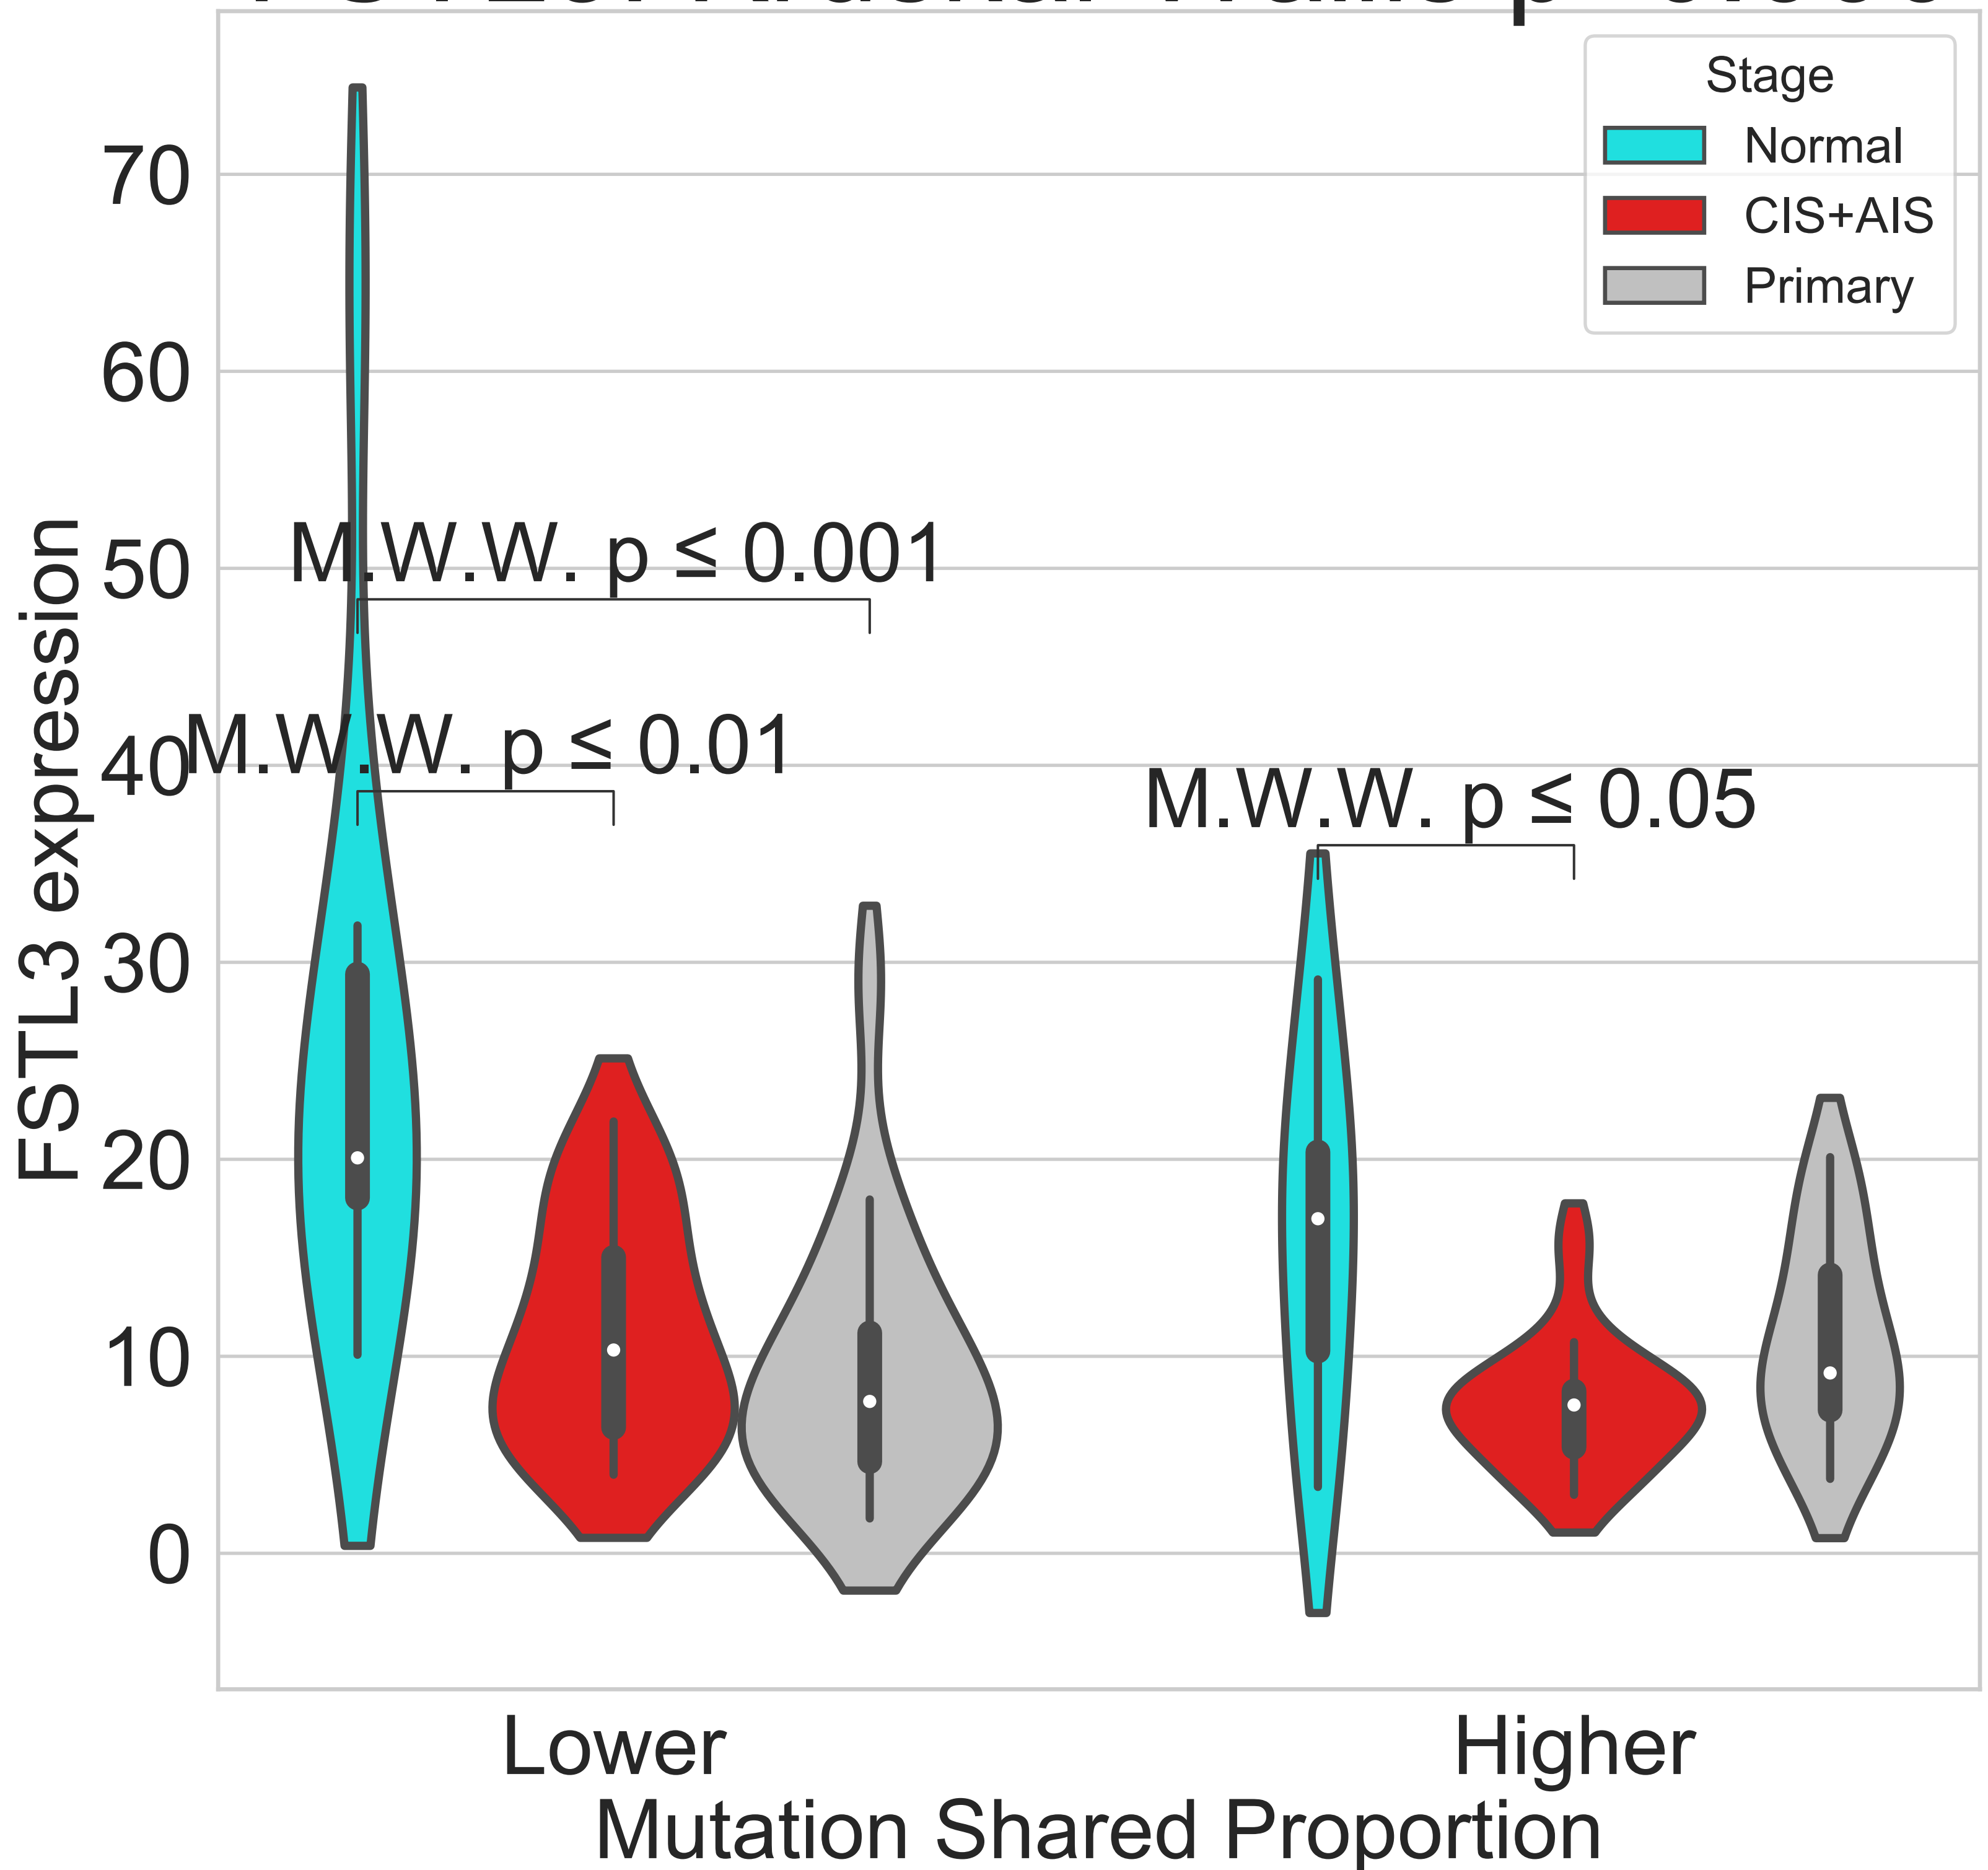 Stage
Normal
CIS+AIS
Primary
70
60
50
40
30
20
10
0
FSTL3 expression
M.W.W. p ≤ 0.001
M.W.W. p ≤ 0.01
M.W.W. p ≤ 0.05
Lower
Higher
Mutation Shared Proportion